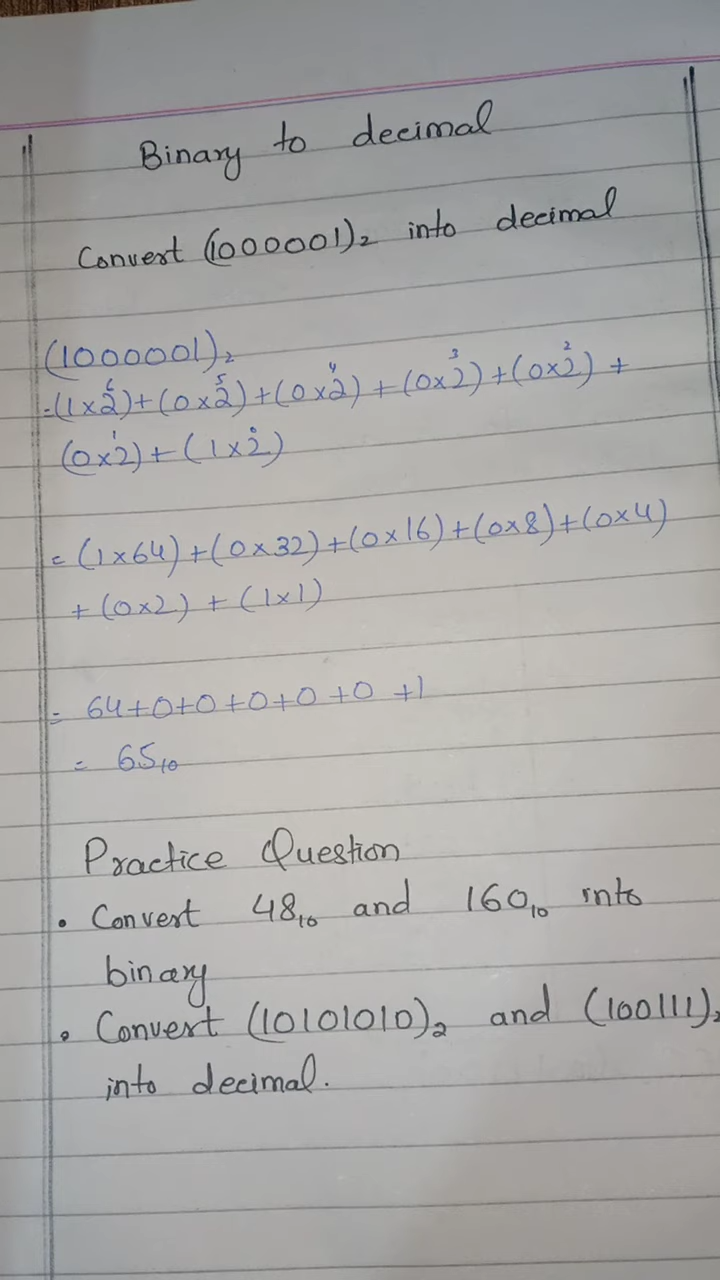 Binary to decimal
Convert (1000001)₂ into decimal
(1000001)₂
=(1×2⁶)+(0×2⁵)+(0×2⁴)+(0×2³)+(0×2²)+
(0×2¹)+(1×2⁰)
=(1×64)+(0×32)+(0×16)+(0×8)+(0×4)
+(0×2)+(1×1)
= 64+0+0+0+0+0+1
= 65₁₀
Practice Question
• Convert 48₁₀ and 160₁₀ into
binary
• Convert (10101010)₂ and (100111)₂
into decimal.